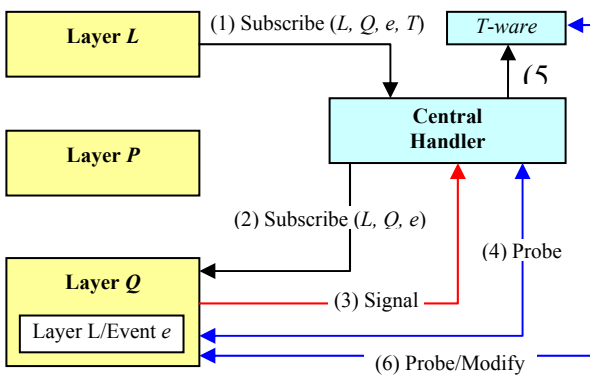 Layer L
(1) Subscribe (L, Q, e, T)
T-ware
(5
Central
Handler
Layer P
(2) Subscribe (L, Q, e)
(4) Probe
Layer Q
(3) Signal
Layer L/Event e
(6) Probe/Modify